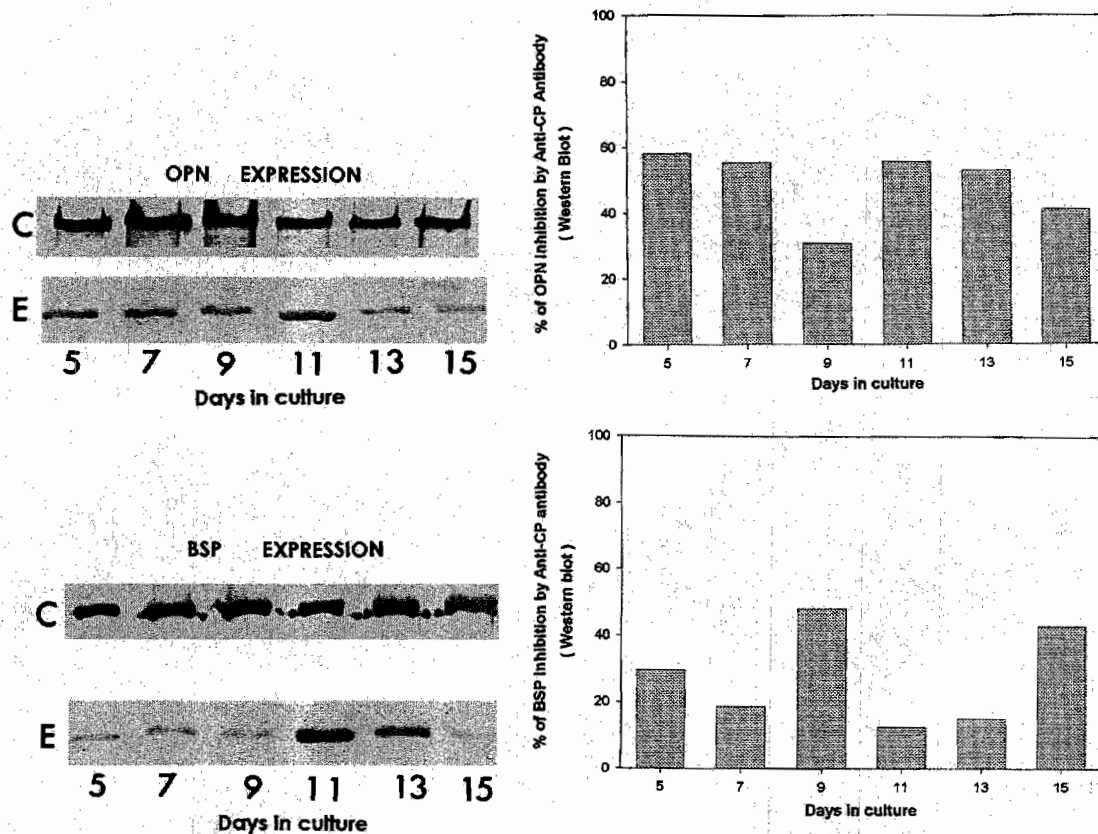 OPN EXPRESSION
C
E
5 7 9 11 13 15
Days in culture
% of OPN Inhibition by Anti-CP Antibody
( Western Blot )
100
80
60
40
20
0
5 7 9 11 13 15
Days in culture
BSP EXPRESSION
C
E
5 7 9 11 13 15
Days in culture
% of BSP Inhibition by Anti-CP antibody
( Western blot )
100
80
60
40
20
0
5 7 9 11 13 15
Days in culture